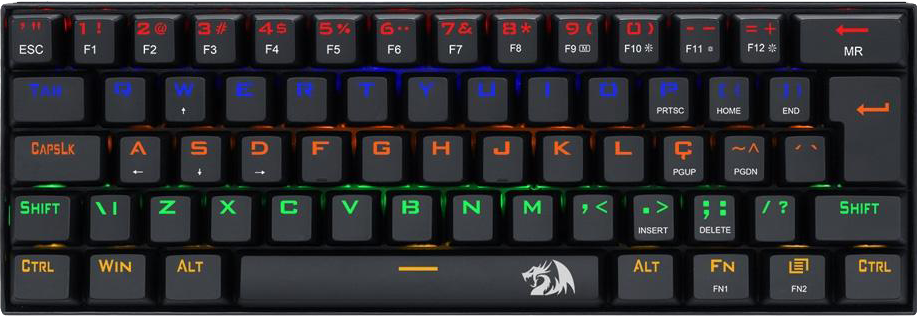 ' " 1 ! 2 @ 3 # 4 $ 5 % 6 ¨ 7 & 8 * 9 ( 0 ) - _ = + ←
ESC F1 F2 F3 F4 F5 F6 F7 F8 F9 F10 F11 F12 MR
TAB Q W E R T Y U I O P [ { ] }
↑ PRTSC HOME END
CAPSLK A S D F G H J K L Ç ~ ^ ´ `
← ↓ → PGUP PGDN
SHIFT \ | Z X C V B N M , < . > ; : / ? SHIFT
INSERT DELETE
CTRL WIN ALT ALT FN CTRL
FN1 FN2